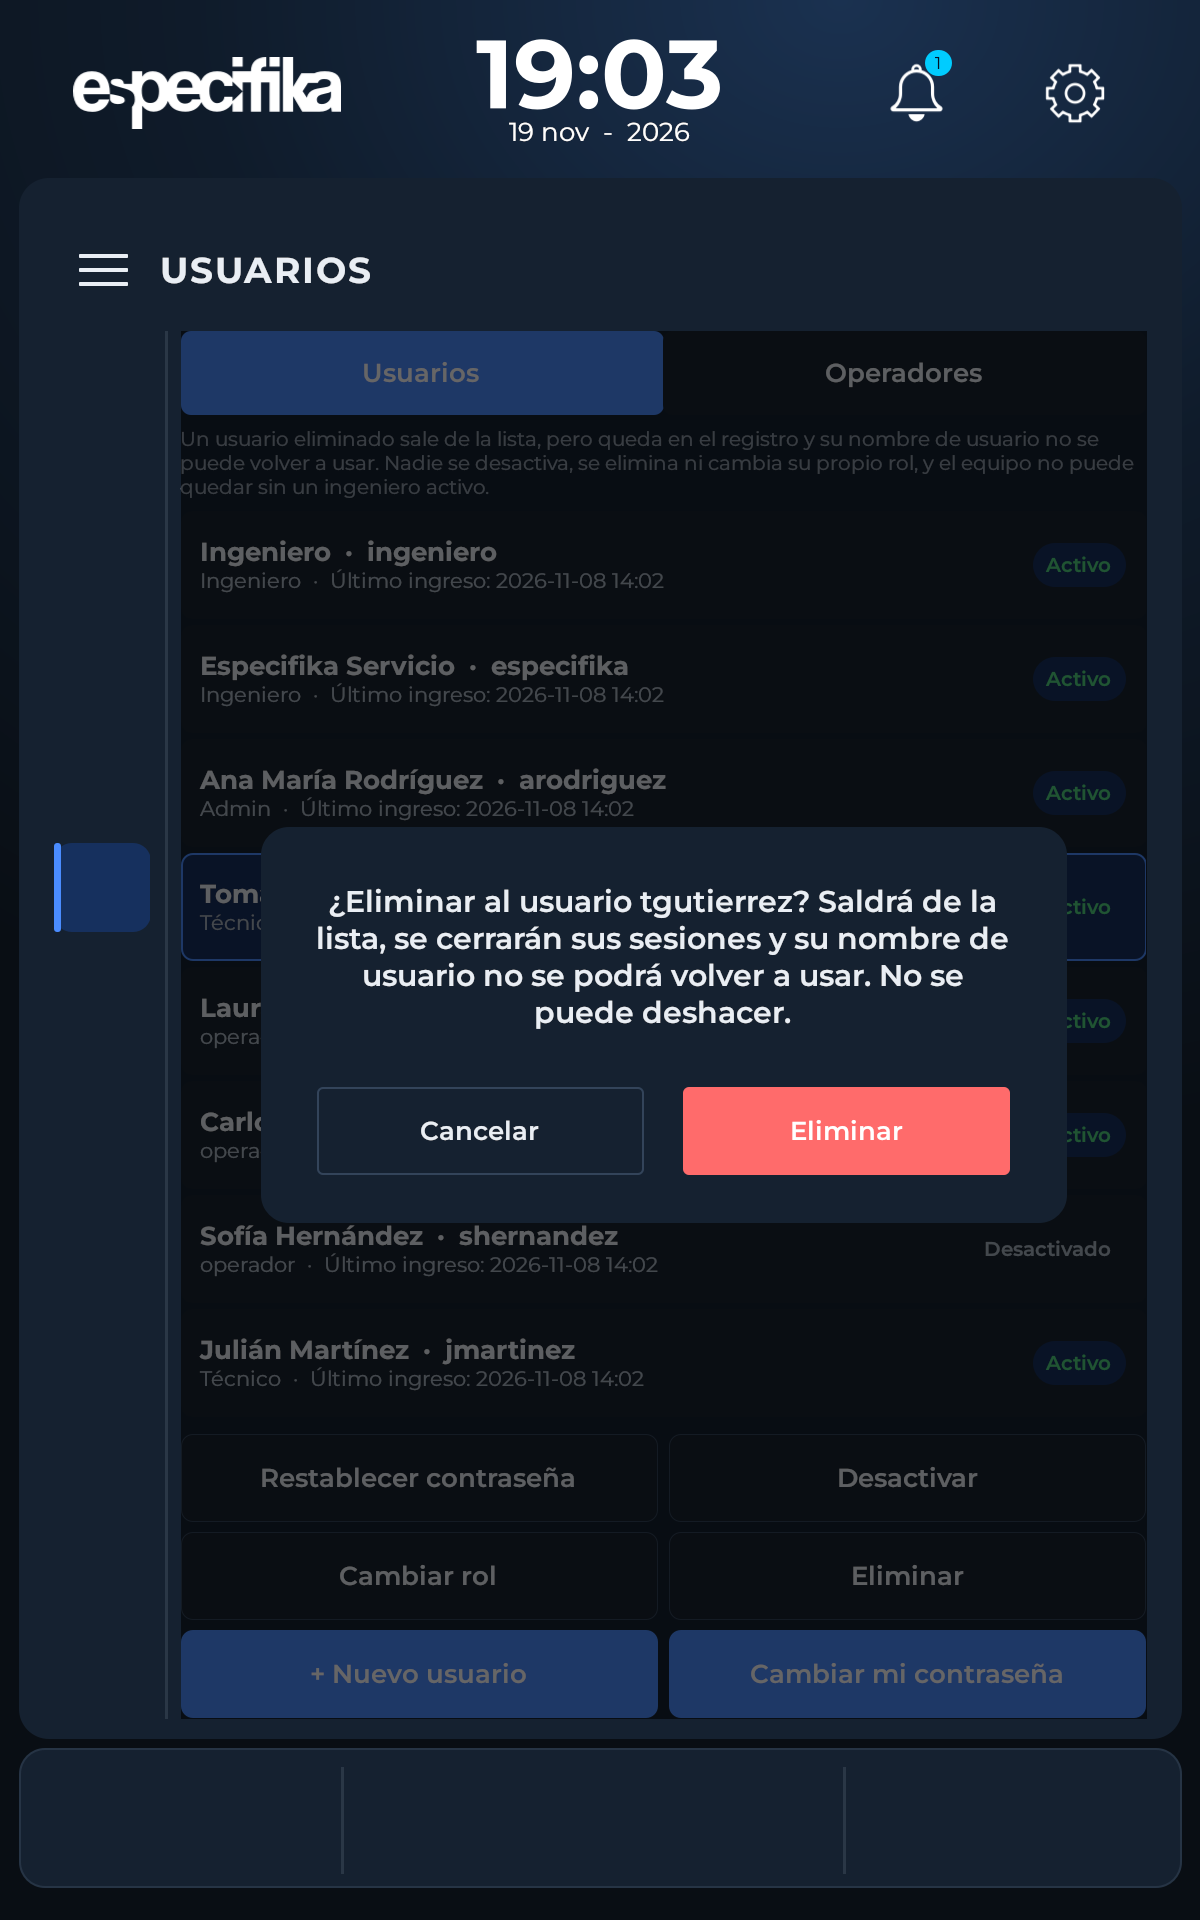 especifika
19:03
1
19 nov - 2026
USUARIOS
Usuarios
Operadores
Un usuario eliminado sale de la lista, pero queda en el registro y su nombre de usuario no se
puede volver a usar. Nadie se desactiva, se elimina ni cambia su propio rol, y el equipo no puede
quedar sin un ingeniero activo.
Ingeniero · ingeniero
Ingeniero · Último ingreso: 2026-11-08 14:02
Activo
Especifika Servicio · especifika
Ingeniero · Último ingreso: 2026-11-08 14:02
Activo
Ana María Rodríguez · arodriguez
Admin · Último ingreso: 2026-11-08 14:02
Activo
¿Eliminar al usuario tgutierrez? Saldrá de la
lista, se cerrarán sus sesiones y su nombre de
usuario no se podrá volver a usar. No se
puede deshacer.
Cancelar
Eliminar
Sofía Hernández · shernandez
operador · Último ingreso: 2026-11-08 14:02
Desactivado
Julián Martínez · jmartinez
Técnico · Último ingreso: 2026-11-08 14:02
Activo
Restablecer contraseña
Desactivar
Cambiar rol
Eliminar
+ Nuevo usuario
Cambiar mi contraseña